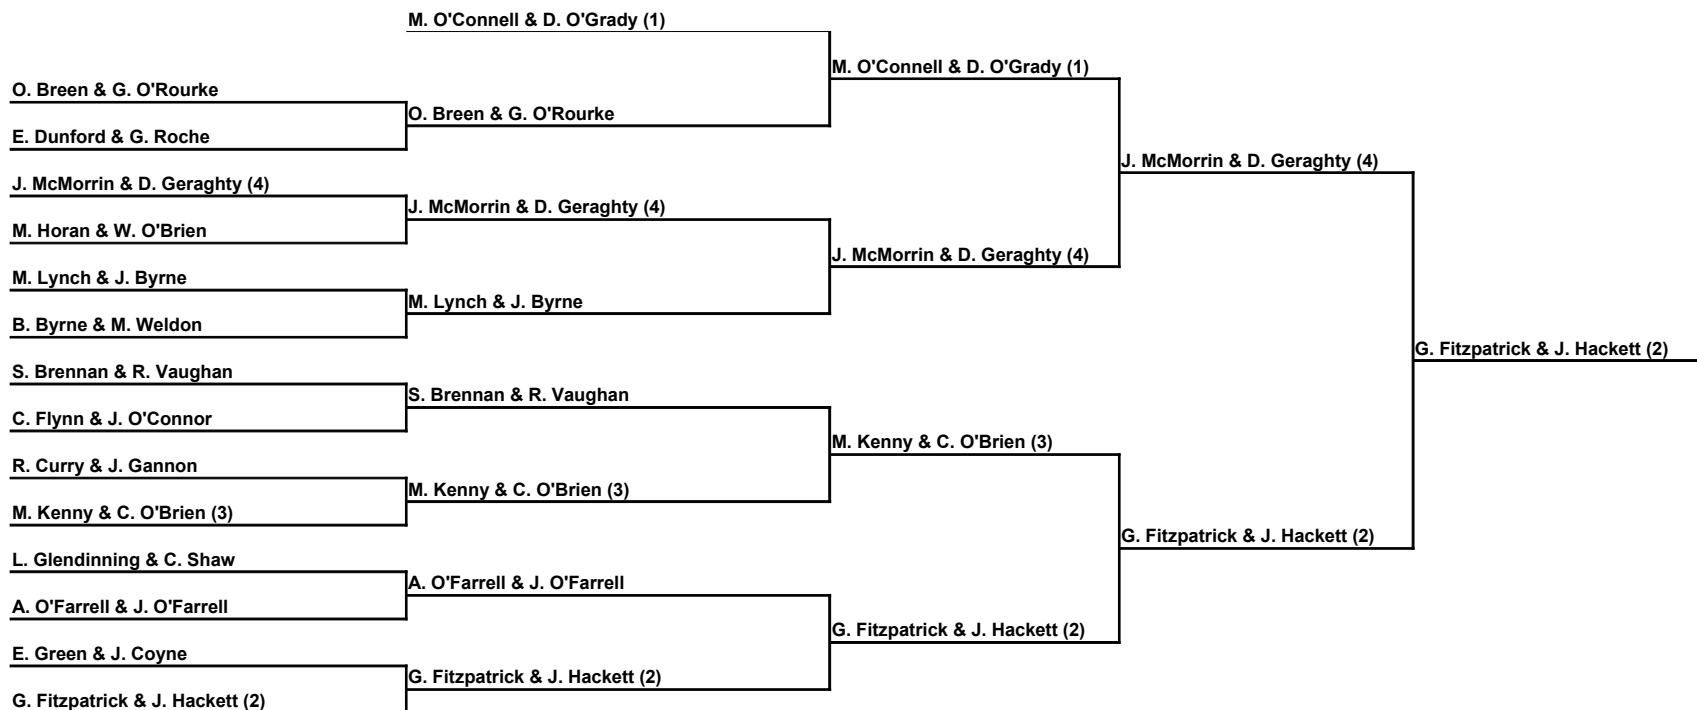 M. O'Connell & D. O'Grady (1)
M. O'Connell & D. O'Grady (1)
O. Breen & G. O'Rourke
O. Breen & G. O'Rourke
E. Dunford & G. Roche
J. McMorrin & D. Geraghty (4)
J. McMorrin & D. Geraghty (4)
J. McMorrin & D. Geraghty (4)
M. Horan & W. O'Brien
J. McMorrin & D. Geraghty (4)
M. Lynch & J. Byrne
M. Lynch & J. Byrne
B. Byrne & M. Weldon
G. Fitzpatrick & J. Hackett (2)
S. Brennan & R. Vaughan
S. Brennan & R. Vaughan
C. Flynn & J. O'Connor
M. Kenny & C. O'Brien (3)
R. Curry & J. Gannon
M. Kenny & C. O'Brien (3)
M. Kenny & C. O'Brien (3)
G. Fitzpatrick & J. Hackett (2)
L. Glendinning & C. Shaw
A. O'Farrell & J. O'Farrell
A. O'Farrell & J. O'Farrell
G. Fitzpatrick & J. Hackett (2)
E. Green & J. Coyne
G. Fitzpatrick & J. Hackett (2)
G. Fitzpatrick & J. Hackett (2)